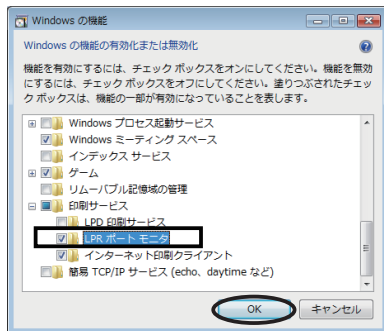 Windows の機能
Windows の機能の有効化または無効化
機能を有効にするには、チェック ボックスをオンにしてください。機能を無効
にするには、チェック ボックスをオフにしてください。塗りつぶされたチェッ
ク ボックスは、機能の一部が有効になっていることを表します。
Windows プロセス起動サービス
Windows ミーティング スペース
インデックス サービス
ゲーム
リムーバブル記憶域の管理
印刷サービス
LPD 印刷サービス
LPR ポート モニタ
インターネット印刷クライアント
簡易 TCP/IP サービス (echo、daytime など)
OK
キャンセル